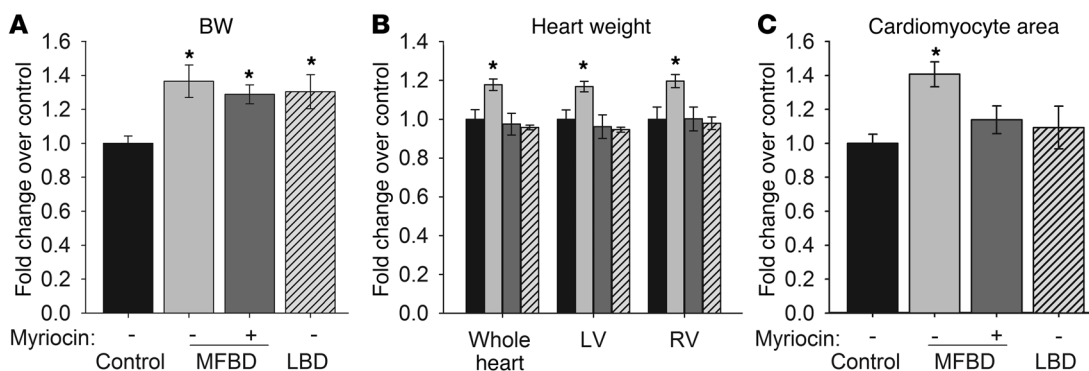 A
BW
Fold change over control
1.6
1.4
1.2
1.0
0.8
0.6
0.4
0.2
0.0
*
*
*
Myriocin: - - + -
Control MFBD LBD
B
Heart weight
Fold change over control
1.4
1.2
1.0
0.8
0.6
0.4
0.2
0.0
*
*
*
Whole
heart
LV
RV
C
Cardiomyocyte area
Fold change over control
1.6
1.4
1.2
1.0
0.8
0.6
0.4
0.2
0.0
*
Myriocin: - - + -
Control MFBD LBD